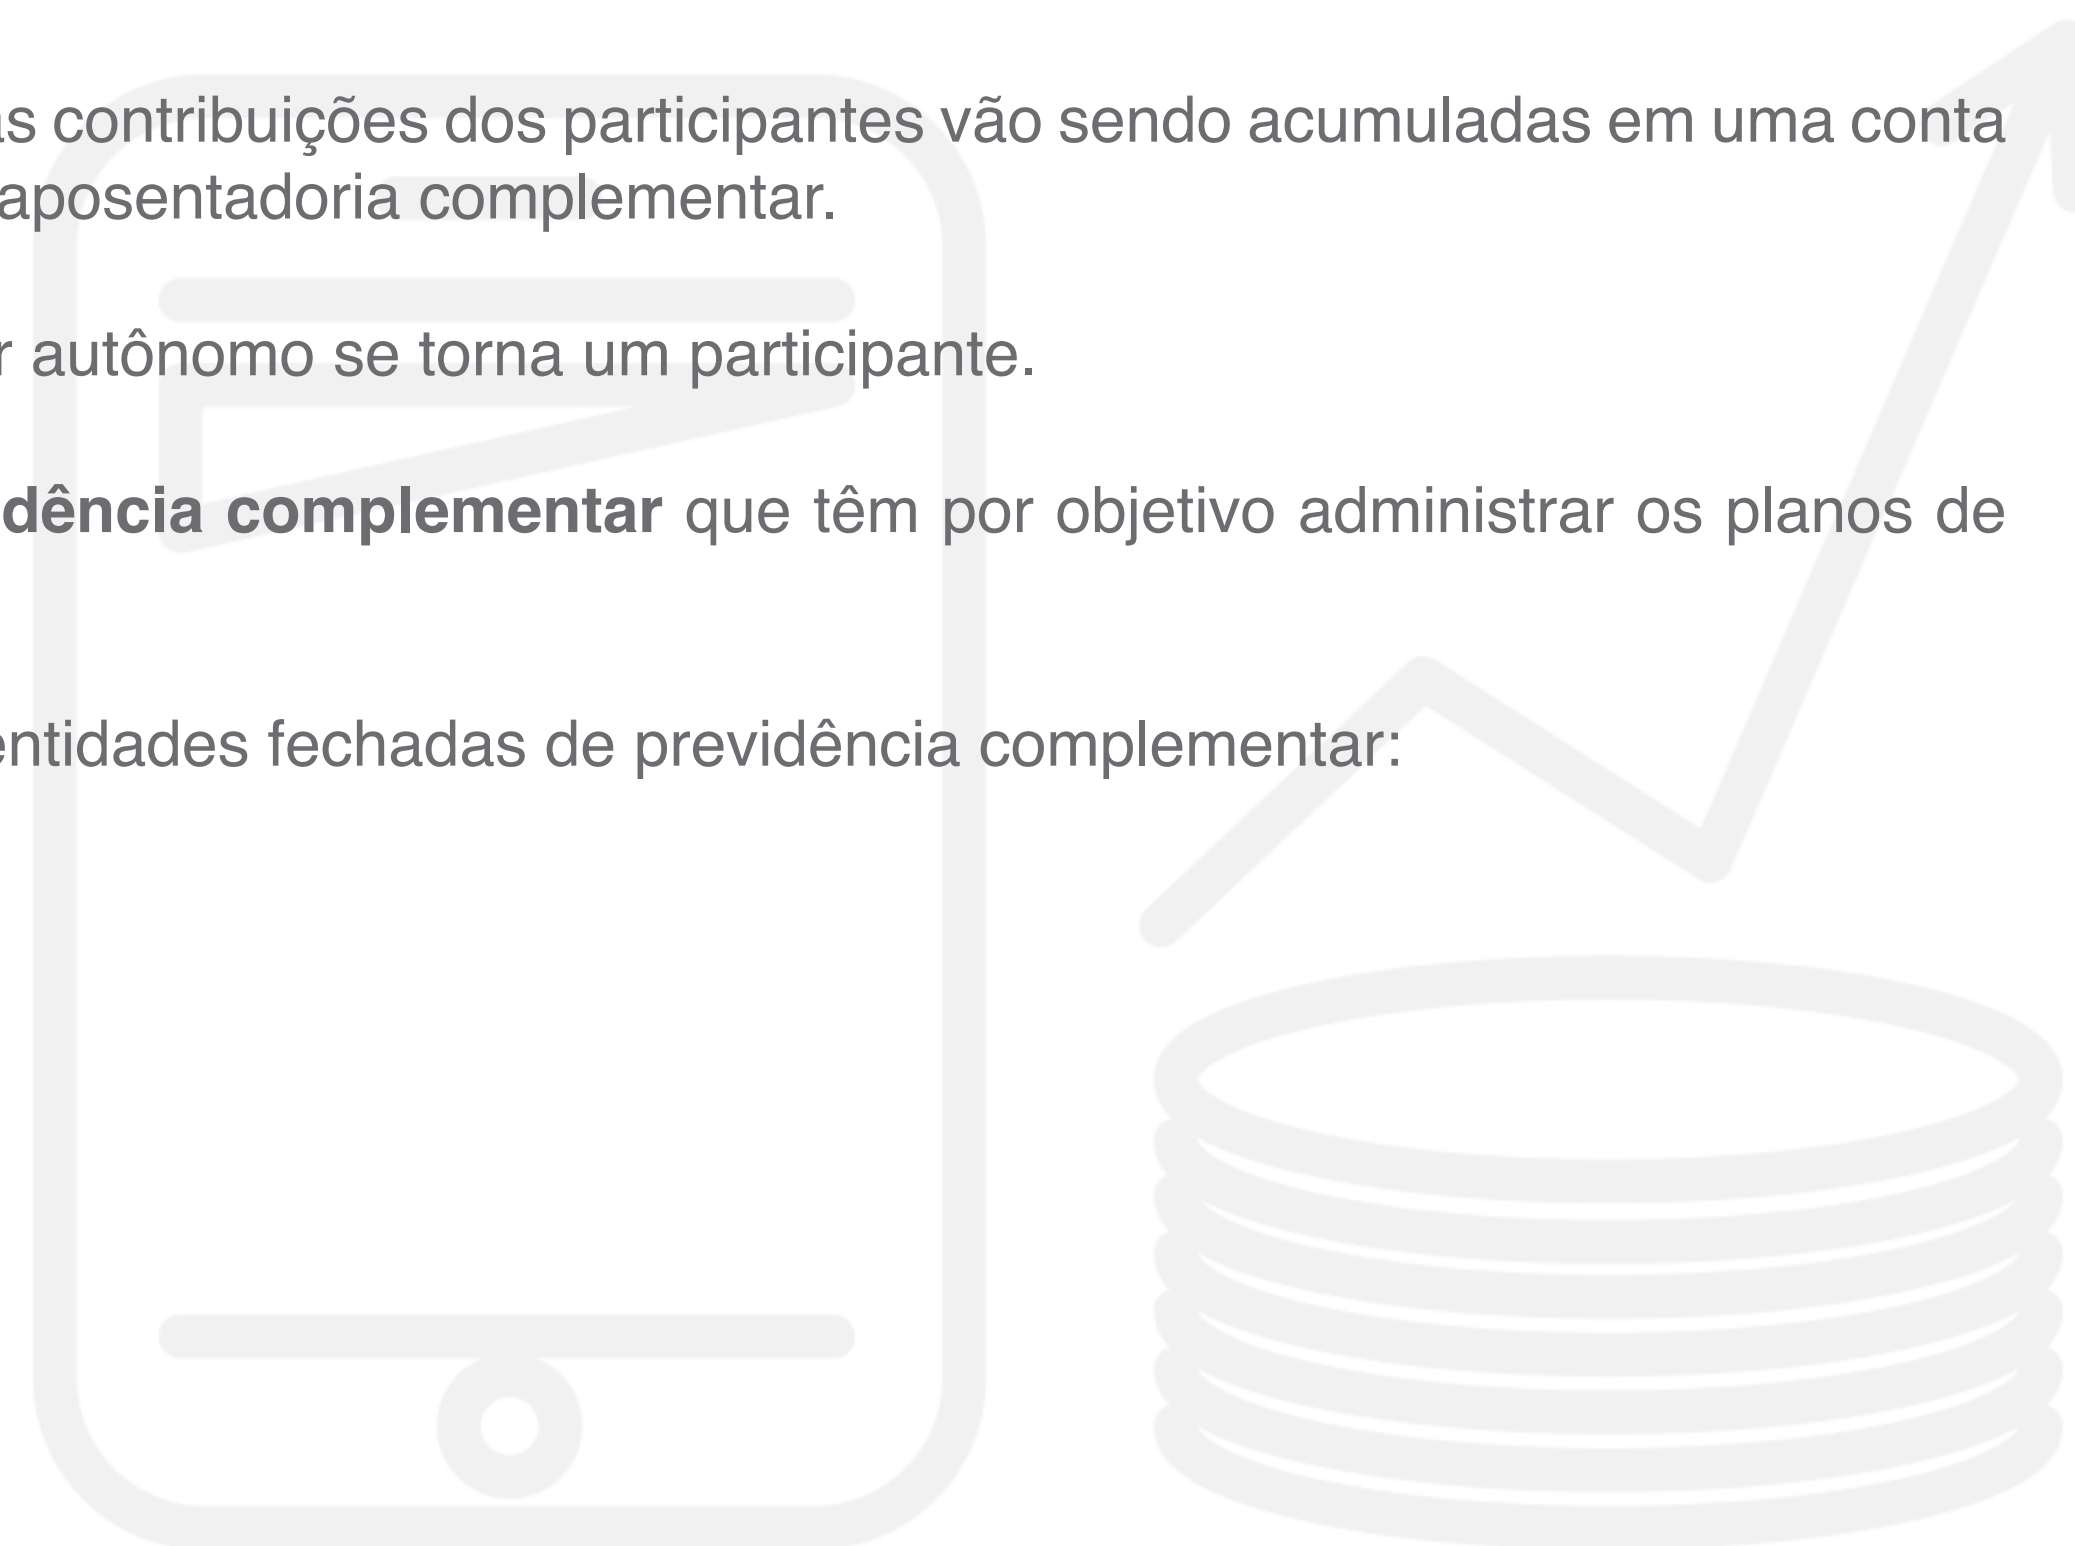 as contribuições dos participantes vão sendo acumuladas em uma conta
aposentadoria complementar.
r autônomo se torna um participante.
dência complementar que têm por objetivo administrar os planos de
entidades fechadas de previdência complementar: